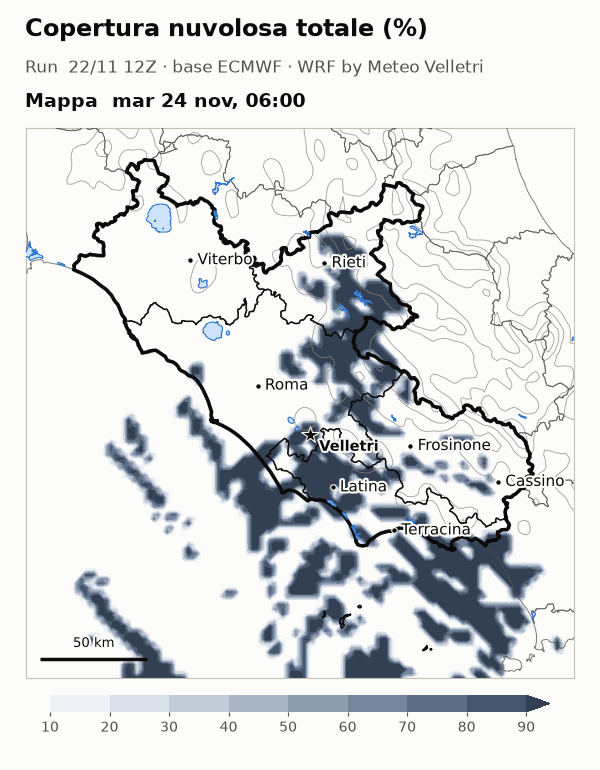 Copertura nuvolosa totale (%)
Run  22/11 12Z · base ECMWF · WRF by Meteo Velletri
Mappa  mar 24 nov, 06:00
Viterbo
Rieti
Roma
Velletri
Frosinone
Latina
Cassino
Terracina
50 km
10 20 30 40 50 60 70 80 90